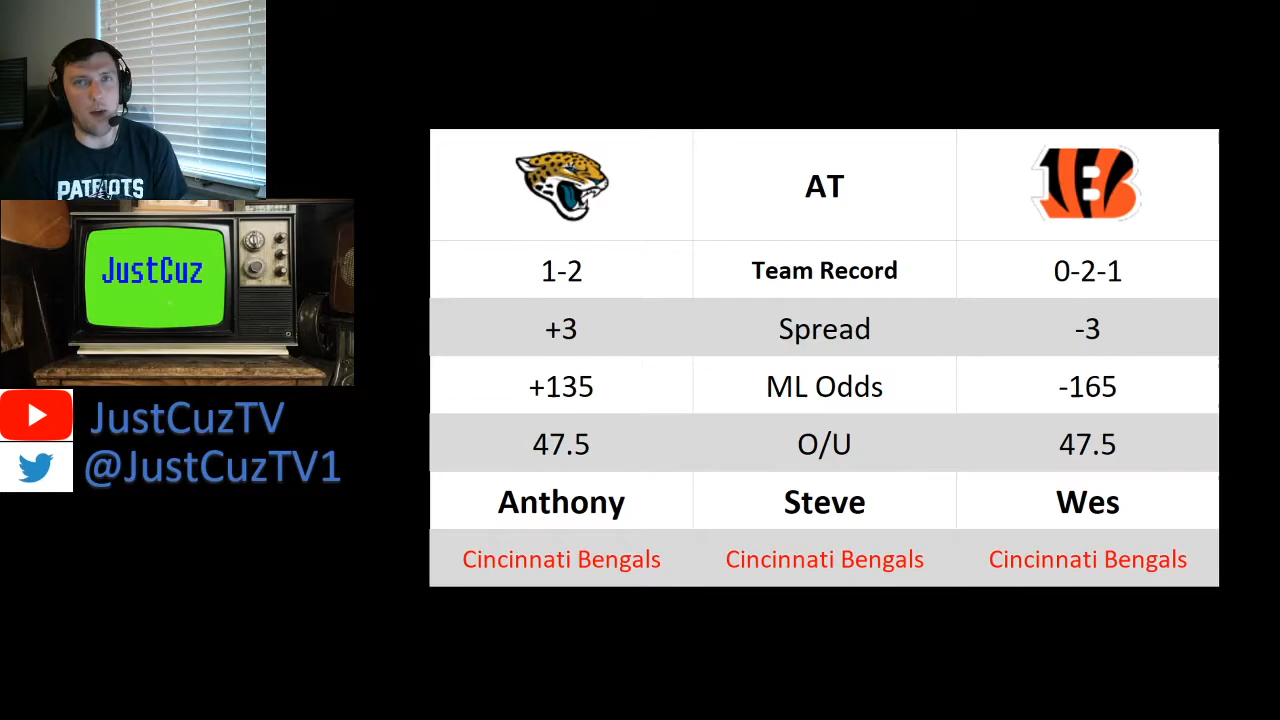 PATRIOTS
JustCuz
JustCuzTV
@JustCuzTV1
AT
B
1-2 Team Record 0-2-1
+3 Spread -3
+135 ML Odds -165
47.5 O/U 47.5
Anthony Steve Wes
Cincinnati Bengals Cincinnati Bengals Cincinnati Bengals